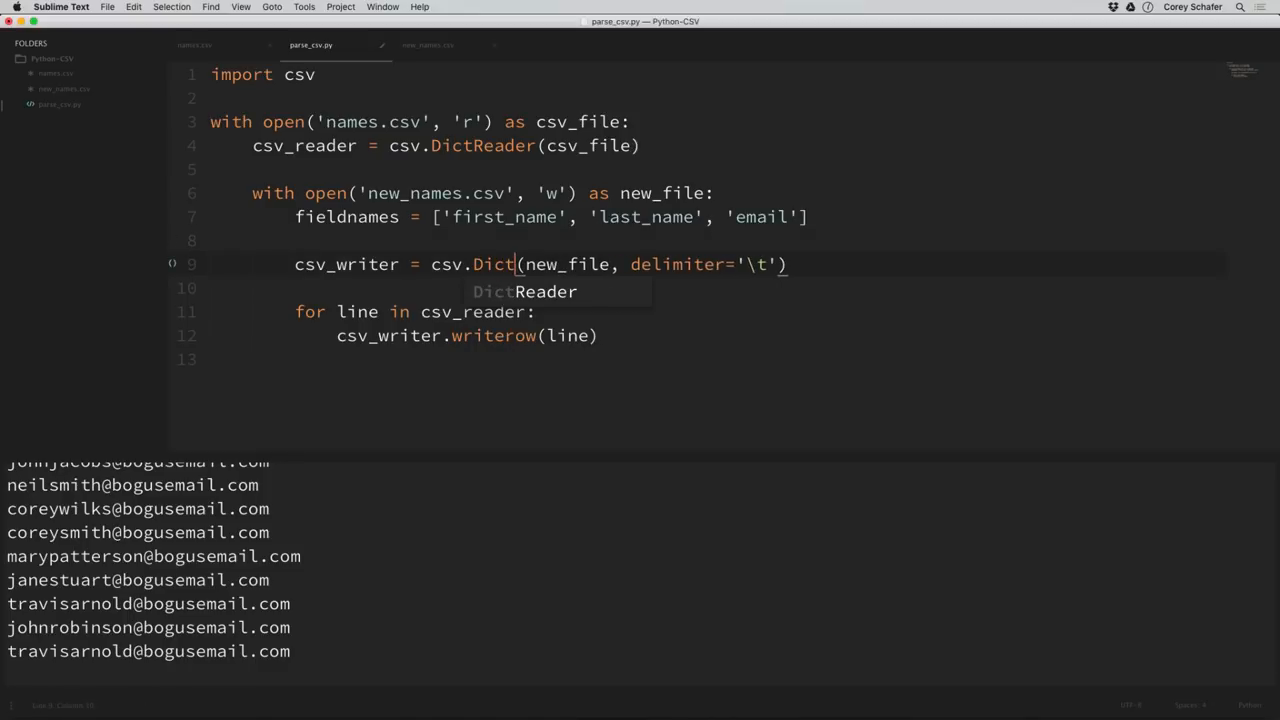 Sublime Text File Edit Selection Find View Goto Tools Project Window Help Corey Schafer
parse_csv.py — Python-CSV
FOLDERS
Python-CSV
names.csv
new_names.csv
parse_csv.py
names.csv parse_csv.py new_names.csv
1 import csv
2
3 with open('names.csv', 'r') as csv_file:
4 csv_reader = csv.DictReader(csv_file)
5
6 with open('new_names.csv', 'w') as new_file:
7 fieldnames = ['first_name', 'last_name', 'email']
8
9 csv_writer = csv.Dict(new_file, delimiter='\t')
DictReader
10
11 for line in csv_reader:
12 csv_writer.writerow(line)
13
johnjacobs@bogusemail.com
neilsmith@bogusemail.com
coreywilks@bogusemail.com
coreysmith@bogusemail.com
marypatterson@bogusemail.com
janestuart@bogusemail.com
travisarnold@bogusemail.com
johnrobinson@bogusemail.com
travisarnold@bogusemail.com
UTF-8 Spaces: 4 Python